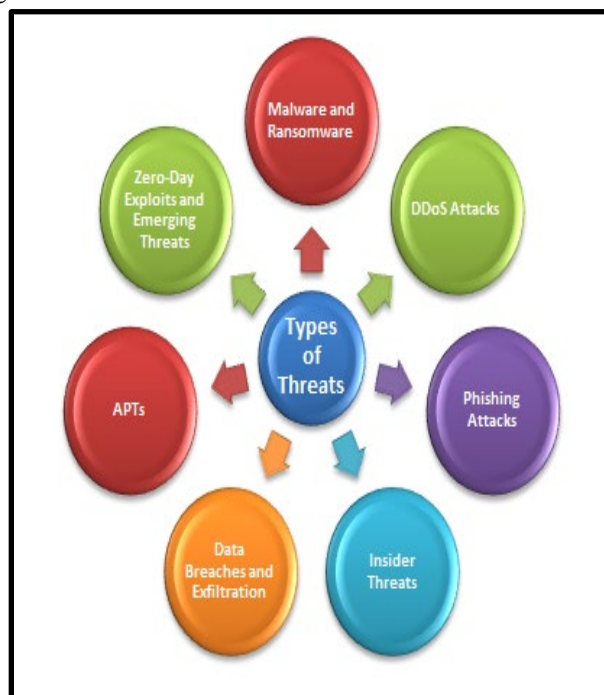 Malware and
Ransomware
DDoS Attacks
Phishing
Attacks
Insider
Threats
Data
Breaches and
Exfiltration
APTs
Zero-Day
Exploits and
Emerging
Threats
Types
of
Threats